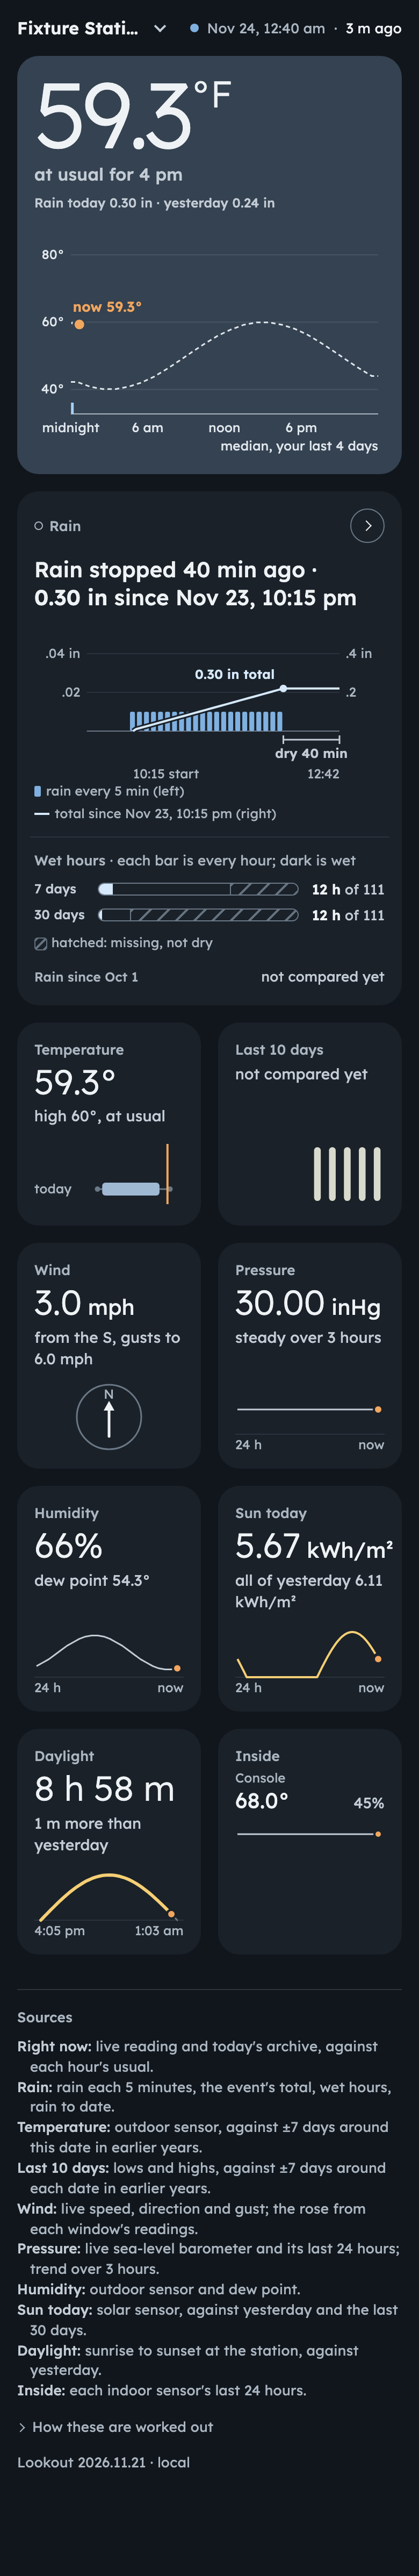 Fixture Stati... Nov 24, 12:40 am · 3 m ago
59.3°F
at usual for 4 pm
Rain today 0.30 in · yesterday 0.24 in
80°
now 59.3°
60°
40°
midnight 6 am noon 6 pm
median, your last 4 days
Rain
Rain stopped 40 min ago ·
0.30 in since Nov 23, 10:15 pm
.04 in .4 in
0.30 in total
.02 .2
dry 40 min
10:15 start 12:42
rain every 5 min (left)
total since Nov 23, 10:15 pm (right)
Wet hours · each bar is every hour; dark is wet
7 days 12 h of 111
30 days 12 h of 111
hatched: missing, not dry
Rain since Oct 1 not compared yet
Temperature
59.3°
high 60°, at usual
today
Last 10 days
not compared yet
Wind
3.0 mph
from the S, gusts to
6.0 mph
N
Pressure
30.00 inHg
steady over 3 hours
24 h now
Humidity
66%
dew point 54.3°
24 h now
Sun today
5.67 kWh/m²
all of yesterday 6.11
kWh/m²
24 h now
Daylight
8 h 58 m
1 m more than
yesterday
4:05 pm 1:03 am
Inside
Console
68.0° 45%
Sources
Right now: live reading and today's archive, against
each hour's usual.
Rain: rain each 5 minutes, the event's total, wet hours,
rain to date.
Temperature: outdoor sensor, against ±7 days around
this date in earlier years.
Last 10 days: lows and highs, against ±7 days around
each date in earlier years.
Wind: live speed, direction and gust; the rose from
each window's readings.
Pressure: live sea-level barometer and its last 24 hours;
trend over 3 hours.
Humidity: outdoor sensor and dew point.
Sun today: solar sensor, against yesterday and the last
30 days.
Daylight: sunrise to sunset at the station, against
yesterday.
Inside: each indoor sensor's last 24 hours.
How these are worked out
Lookout 2026.11.21 · local